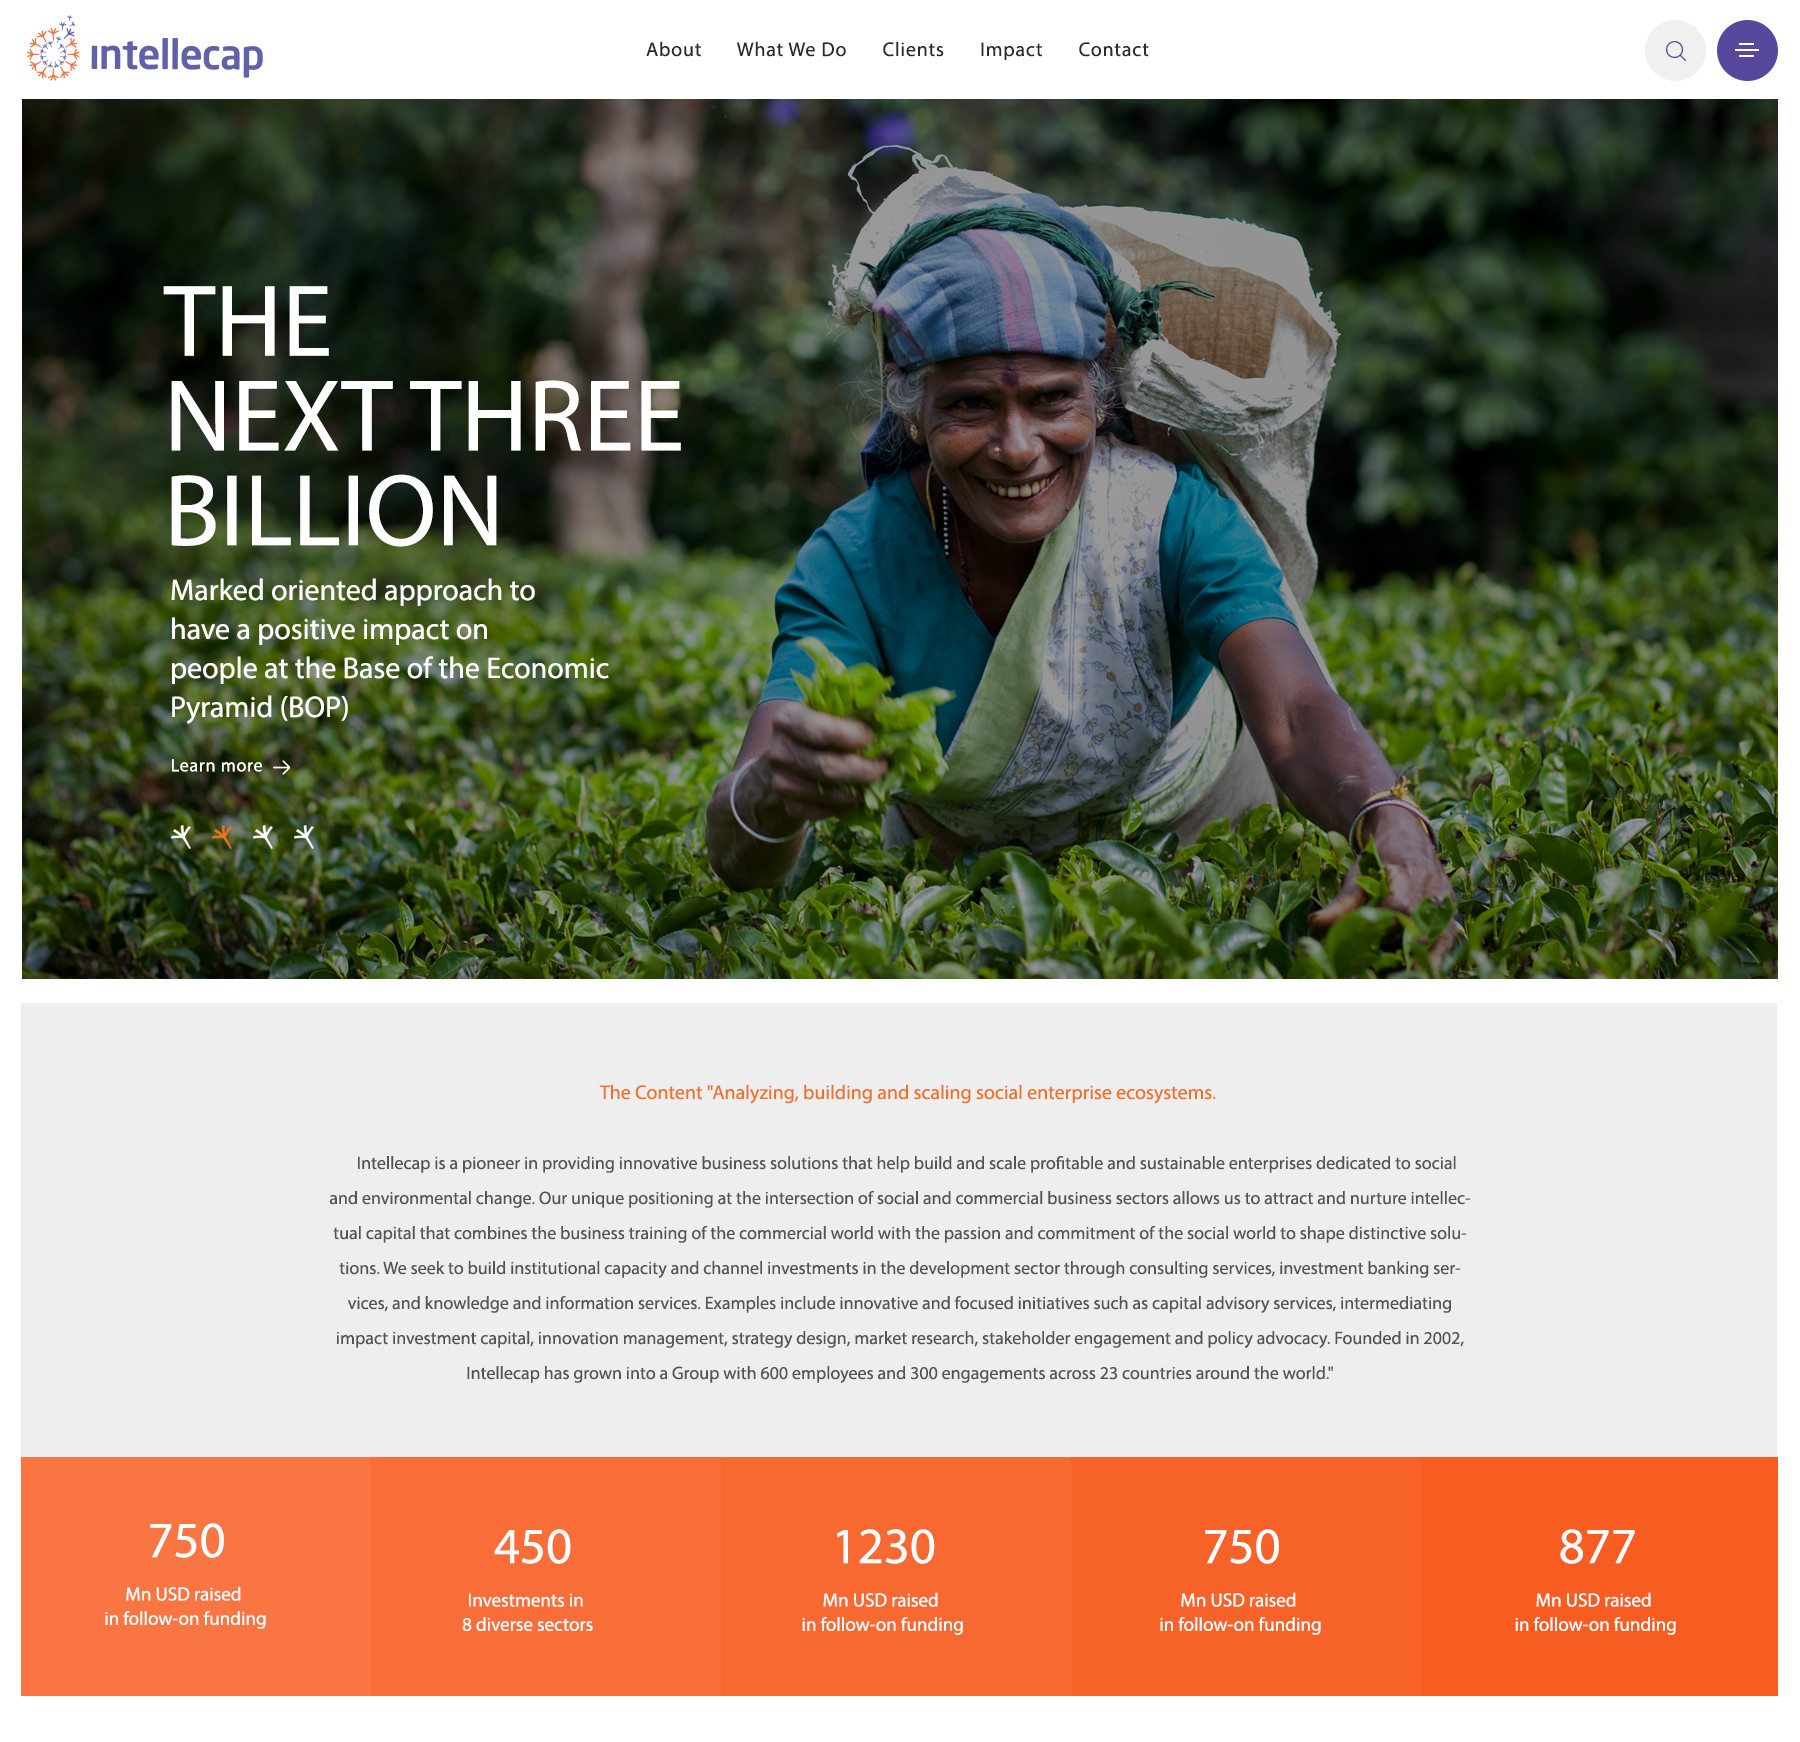 intellecap
About What We Do Clients Impact Contact
THE
NEXT THREE
BILLION
Marked oriented approach to
have a positive impact on
people at the Base of the Economic
Pyramid (BOP)
Learn more
The Content "Analyzing, building and scaling social enterprise ecosystems.
Intellecap is a pioneer in providing innovative business solutions that help build and scale profitable and sustainable enterprises dedicated to social
and environmental change. Our unique positioning at the intersection of social and commercial business sectors allows us to attract and nurture intellec-
tual capital that combines the business training of the commercial world with the passion and commitment of the social world to shape distinctive solu-
tions. We seek to build institutional capacity and channel investments in the development sector through consulting services, investment banking ser-
vices, and knowledge and information services. Examples include innovative and focused initiatives such as capital advisory services, intermediating
impact investment capital, innovation management, strategy design, market research, stakeholder engagement and policy advocacy. Founded in 2002,
Intellecap has grown into a Group with 600 employees and 300 engagements across 23 countries around the world."
750
Mn USD raised
in follow-on funding
450
Investments in
8 diverse sectors
1230
Mn USD raised
in follow-on funding
750
Mn USD raised
in follow-on funding
877
Mn USD raised
in follow-on funding